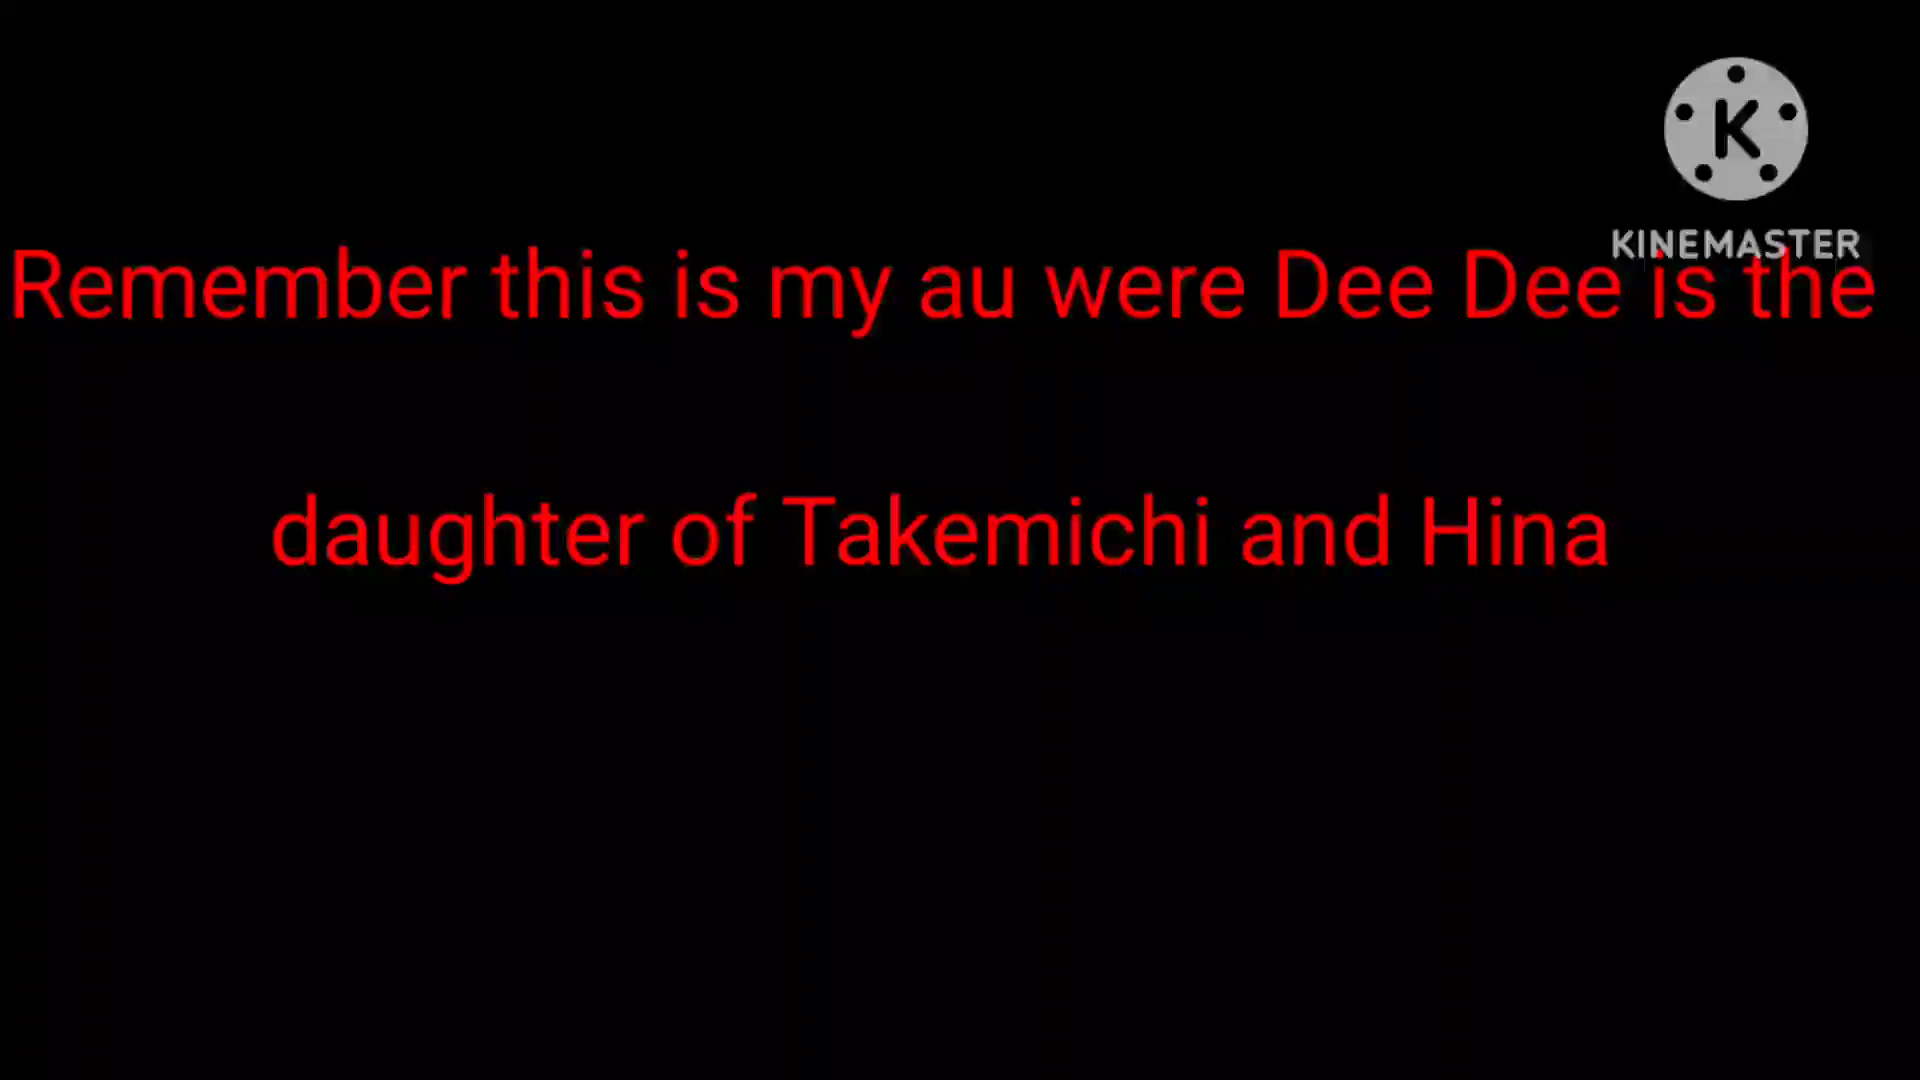 K
KINEMASTER
Remember this is my au were Dee Dee is the
daughter of Takemichi and Hina